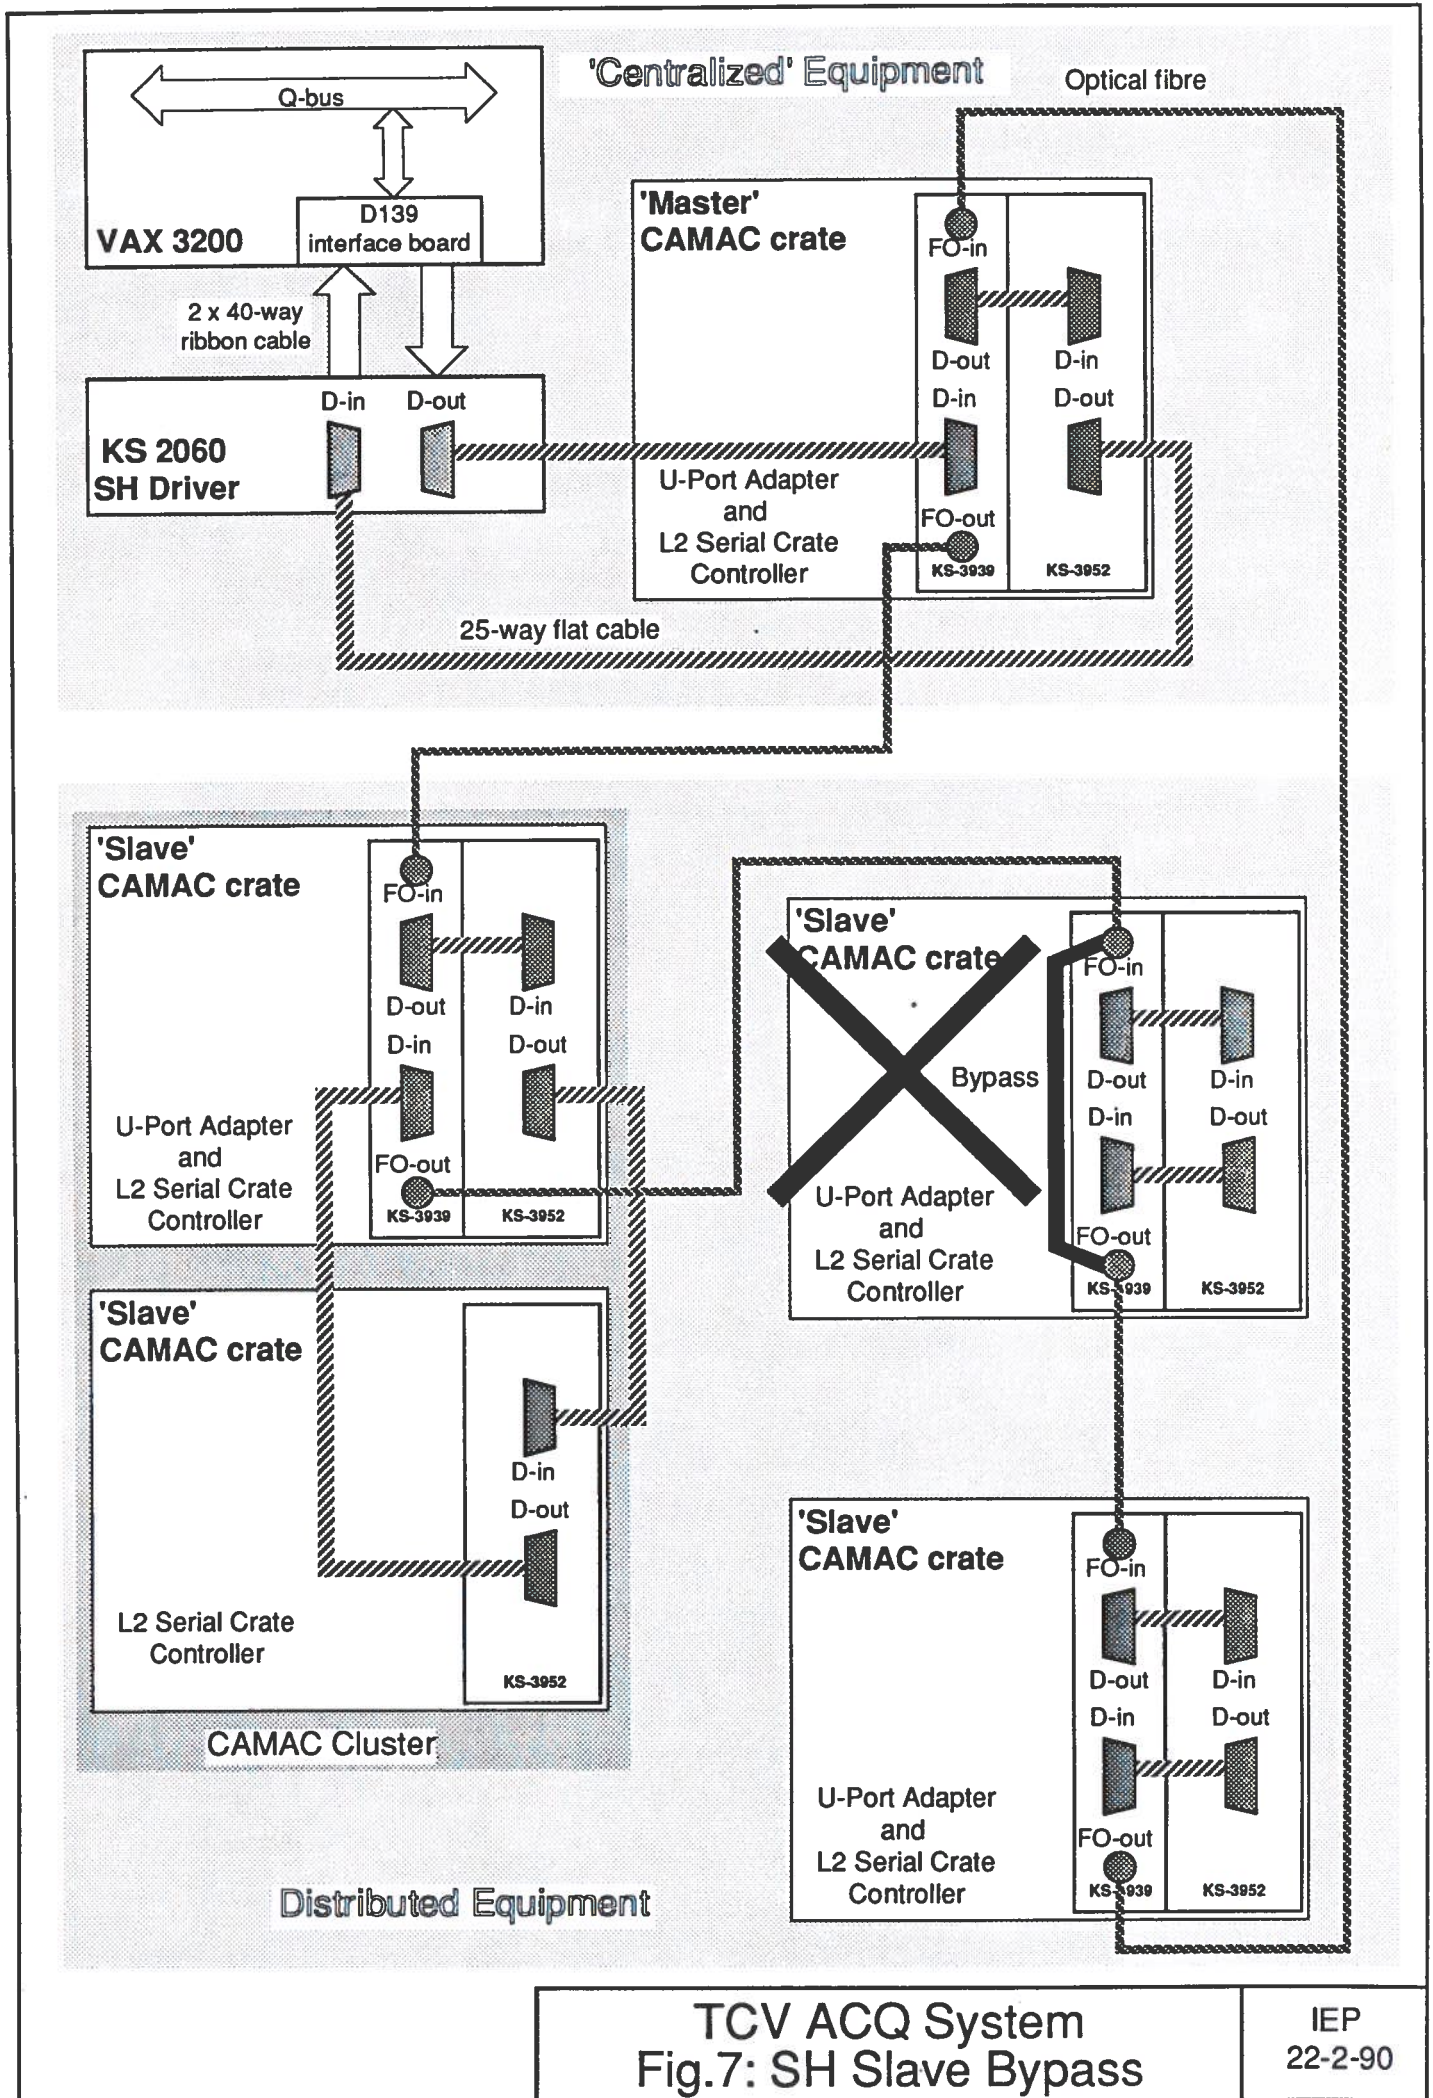 'Centralized' Equipment
Optical fibre
Q-bus
D139
interface board
VAX 3200
2 x 40-way
ribbon cable
D-in
D-out
KS 2060
SH Driver
25-way flat cable
'Master'
CAMAC crate
FO-in
D-out
D-in
D-in
D-out
U-Port Adapter
and
L2 Serial Crate
Controller
FO-out
KS-3939
KS-3952
'Slave'
CAMAC crate
FO-in
D-out
D-in
D-in
D-out
U-Port Adapter
and
L2 Serial Crate
Controller
FO-out
KS-3939
KS-3952
'Slave'
CAMAC crate
D-in
D-out
L2 Serial Crate
Controller
KS-3952
CAMAC Cluster
'Slave'
CAMAC crate
FO-in
Bypass
D-out
D-in
D-in
D-out
U-Port Adapter
and
L2 Serial Crate
Controller
FO-out
KS-3939
KS-3952
'Slave'
CAMAC crate
FO-in
D-out
D-in
D-in
D-out
U-Port Adapter
and
L2 Serial Crate
Controller
FO-out
KS-3939
KS-3952
Distributed Equipment
TCV ACQ System
Fig.7: SH Slave Bypass
IEP
22-2-90